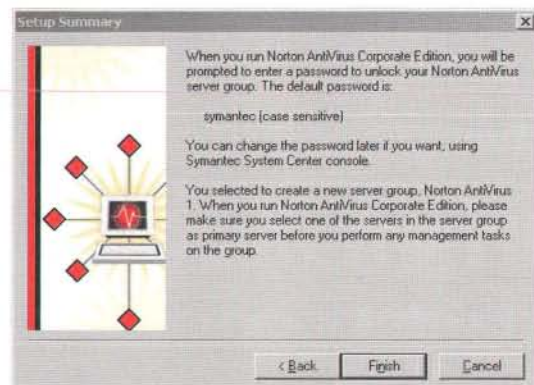 Setup Summary
When you run Norton AntiVirus Corporate Edition, you will be
prompted to enter a password to unlock your Norton AntiVirus
server group. The default password is:
symantec (case sensitive)
You can change the password later if you want, using
Symantec System Center console.
You selected to create a new server group, Norton AntiVirus
1. When you run Norton AntiVirus Corporate Edition, please
make sure you select one of the servers in the server group
as primary server before you perform any management tasks
on the group.
< Back
Finish
Cancel